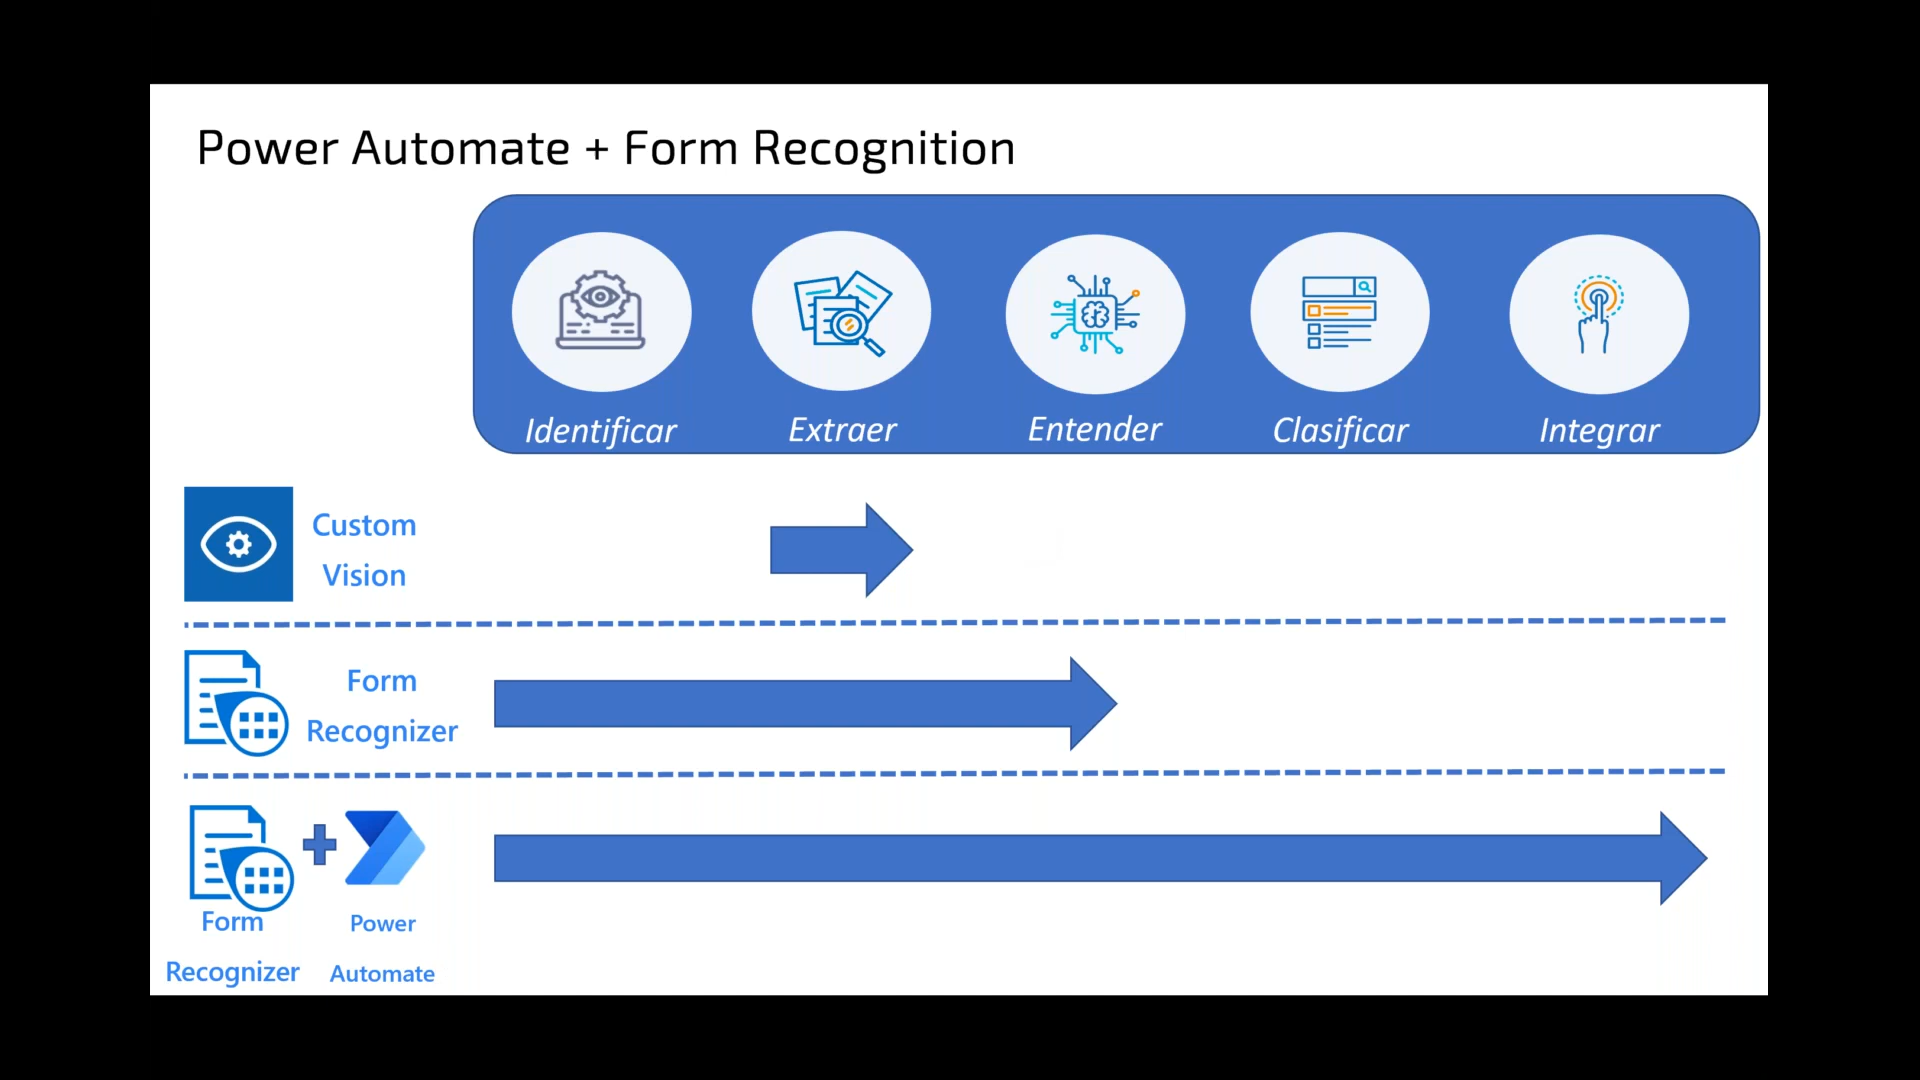 Power Automate + Form Recognition
Identificar
Extraer
Entender
Clasificar
Integrar
Custom
Vision
Form
Recognizer
Form
Recognizer
Power
Automate